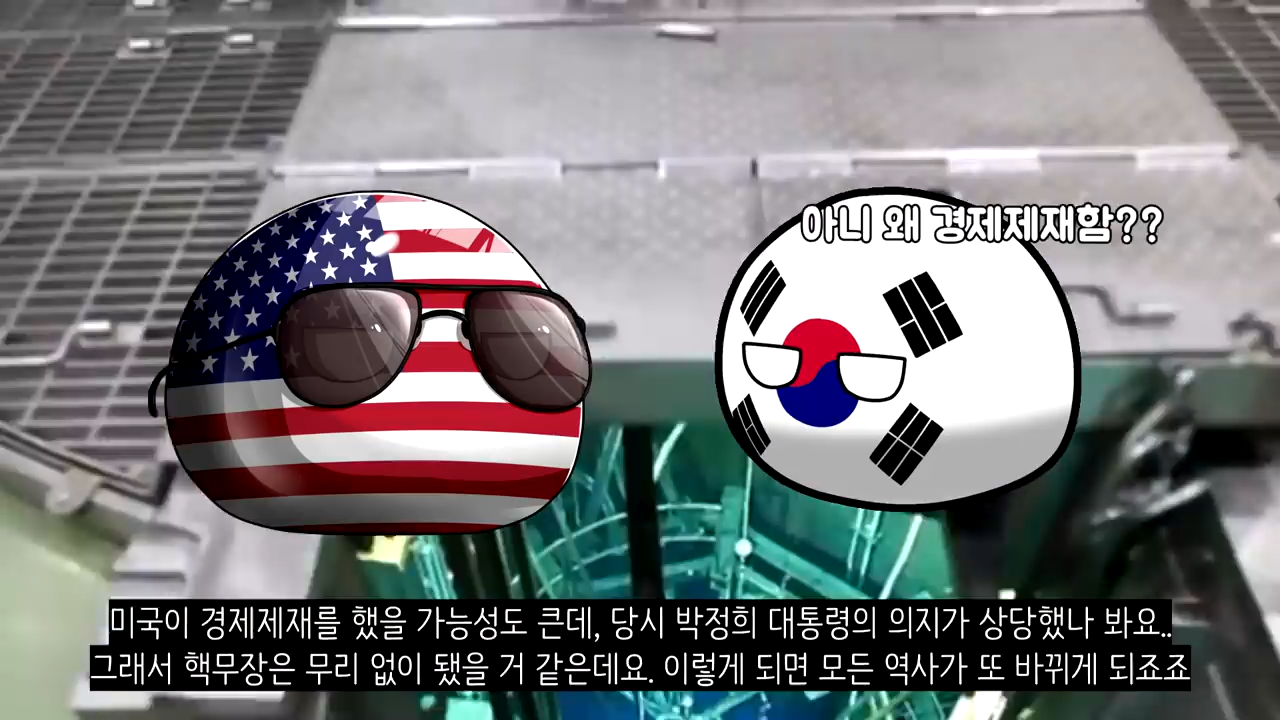 아니 왜 경제제재함??
미국이 경제제재를 했을 가능성도 큰데, 당시 박정희 대통령의 의지가 상당했나 봐요..
그래서 핵무장은 무리 없이 됐을 거 같은데요. 이렇게 되면 모든 역사가 또 바뀌게 되죠죠